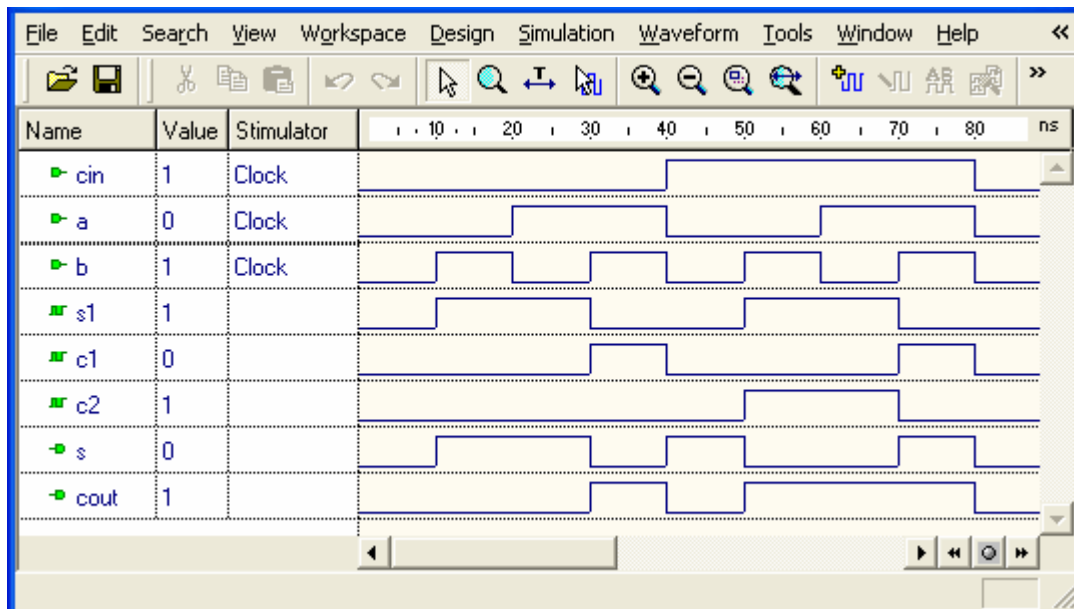 File Edit Search View Workspace Design Simulation Waveform Tools Window Help «
»
Name Value Stimulator 10 20 30 40 50 60 70 80 ns
cin 1 Clock
a 0 Clock
b 1 Clock
s1 1
c1 0
c2 1
s 0
cout 1